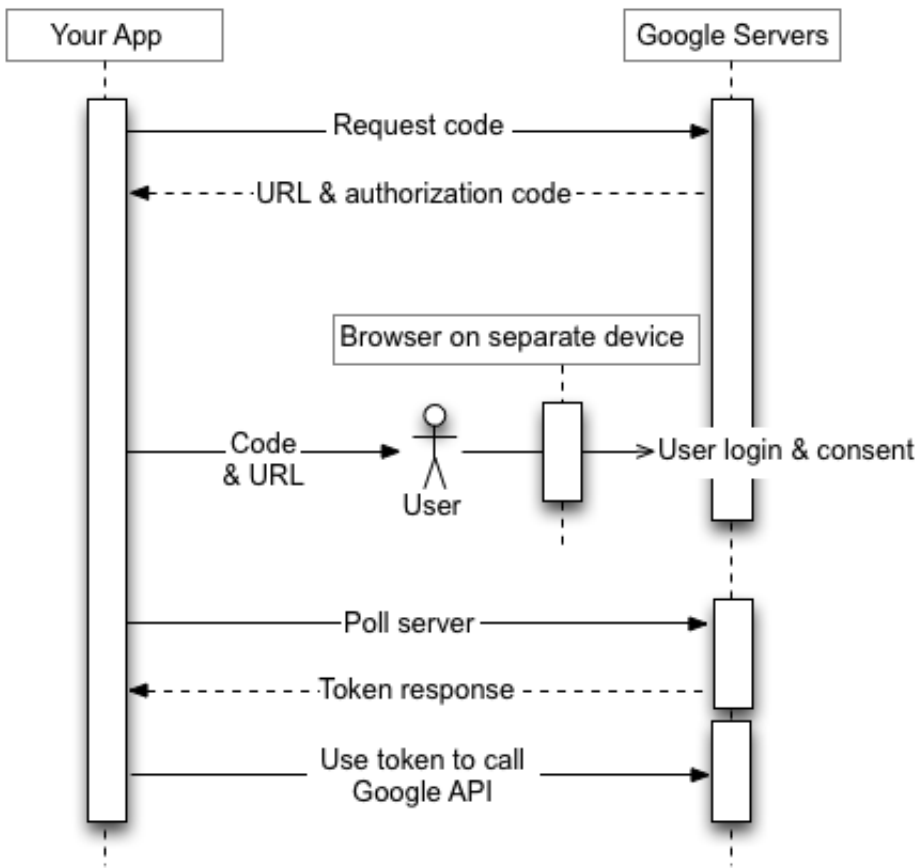 Your App
Google Servers
Request code
URL & authorization code
Browser on separate device
Code
& URL
User
User login & consent
Poll server
Token response
Use token to call
Google API